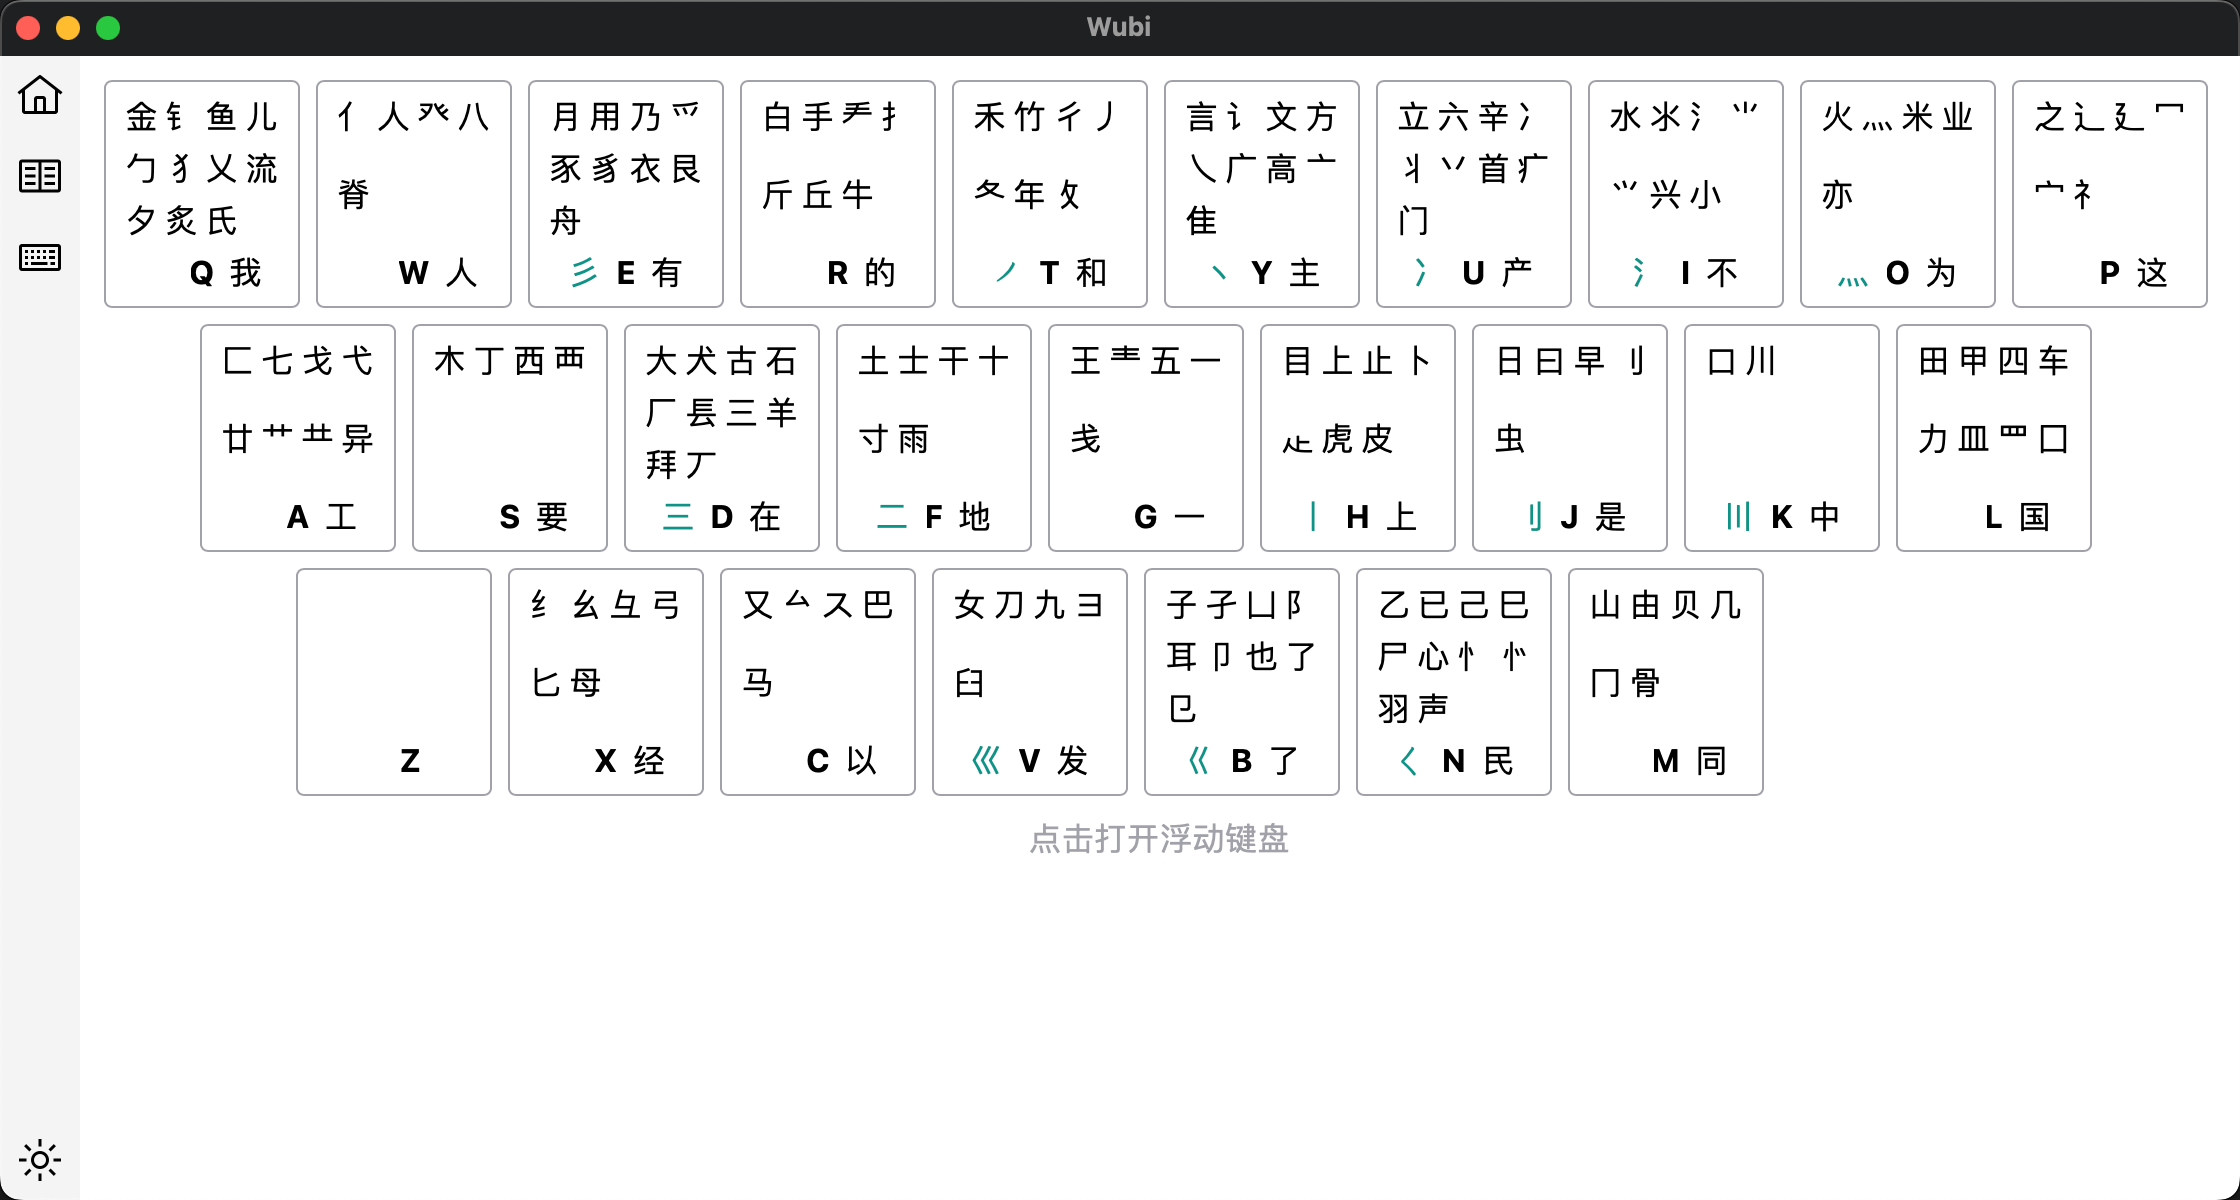 Wubi
金 钅 鱼 儿
勹 犭 乂 流
夕 炙 氏
Q 我
亻 人 癶 八
脊
W 人
月 用 乃 爫
豕 豸 衣 艮
舟
彡 E 有
白 手 龵 扌
斤 丘 牛
R 的
禾 竹 彳 丿
夂 年 攵
㇒ T 和
言 讠 文 方
㇏ 广 高 亠
隹
丶 Y 主
立 六 辛 冫
丬 丷 首 疒
门
冫 U 产
水 氺 氵 ⺌
⺍ 兴 小
氵 I 不
火 灬 米 业
亦
灬 O 为
之 辶 廴 冖
宀 礻
P 这
匚 七 戈 弋
廿 艹 龷 异
A 工
木 丁 西 覀
S 要
大 犬 古 石
厂 镸 三 羊
拜 丆
三 D 在
土 士 干 十
寸 雨
二 F 地
王 龶 五 一
戋
G 一
目 上 止 卜
龰 虎 皮
丨 H 上
日 曰 早 刂
虫
刂 J 是
口 川
K 中
田 甲 四 车
力 皿 罒 囗
L 国
Z
纟 幺 彑 弓
匕 母
X 经
又 厶 ス 巴
马
C 以
女 刀 九 彐
臼
巛 V 发
子 孑 凵 阝
耳 卩 也 了
㔾
巜 B 了
乙 已 己 巳
尸 心 忄 㣺
羽 声
𡿨 N 民
山 由 贝 几
冂 骨
M 同
点击打开浮动键盘